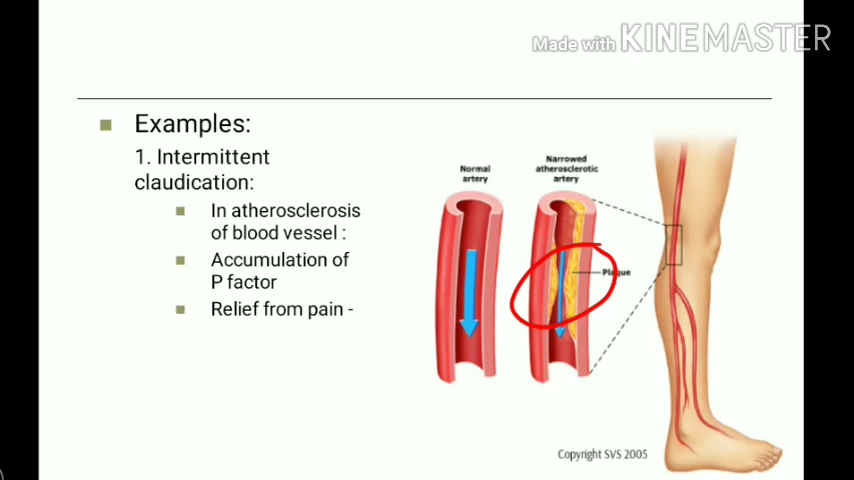 Made with KINEMASTER
Examples:
1. Intermittent
claudication:
In atherosclerosis
of blood vessel :
Accumulation of
P factor
Relief from pain -
Normal
artery
Narrowed
atherosclerotic
artery
Plaque
Copyright SVS 2005